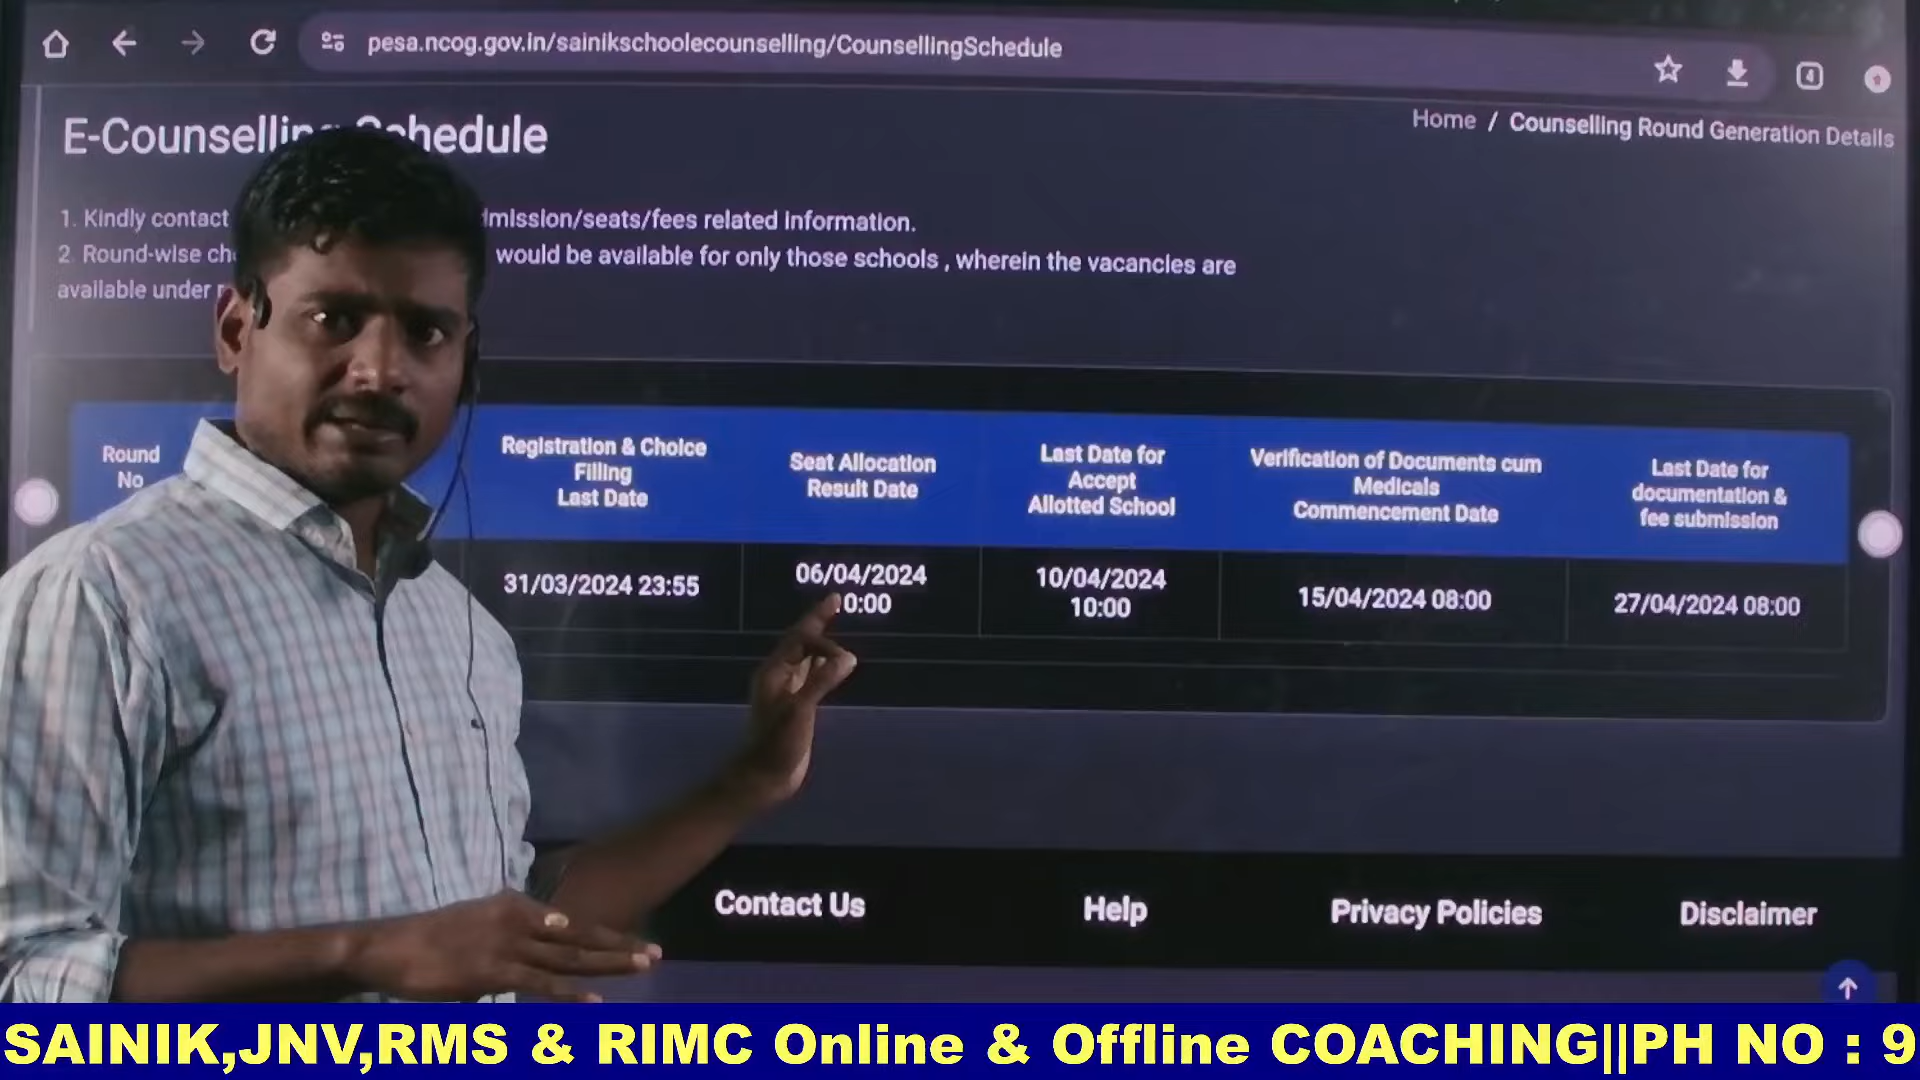 pesa.ncog.gov.in/sainikschoolecounselling/CounsellingSchedule
4
E-Counselling Schedule
Home / Counselling Round Generation Details
1. Kindly contact dmission/seats/fees related information.
2. Round-wise would be available for only those schools , wherein the vacancies are
available under
Round
No
Registration & Choice
Filling
Last Date
Seat Allocation
Result Date
Last Date for
Accept
Allotted School
Verification of Documents cum
Medicals
Commencement Date
Last Date for
documentation &
fee submission
31/03/2024 23:55
06/04/2024
10:00
10/04/2024
10:00
15/04/2024 08:00
27/04/2024 08:00
Contact Us
Help
Privacy Policies
Disclaimer
SAINIK,JNV,RMS & RIMC Online & Offline COACHING||PH NO : 9